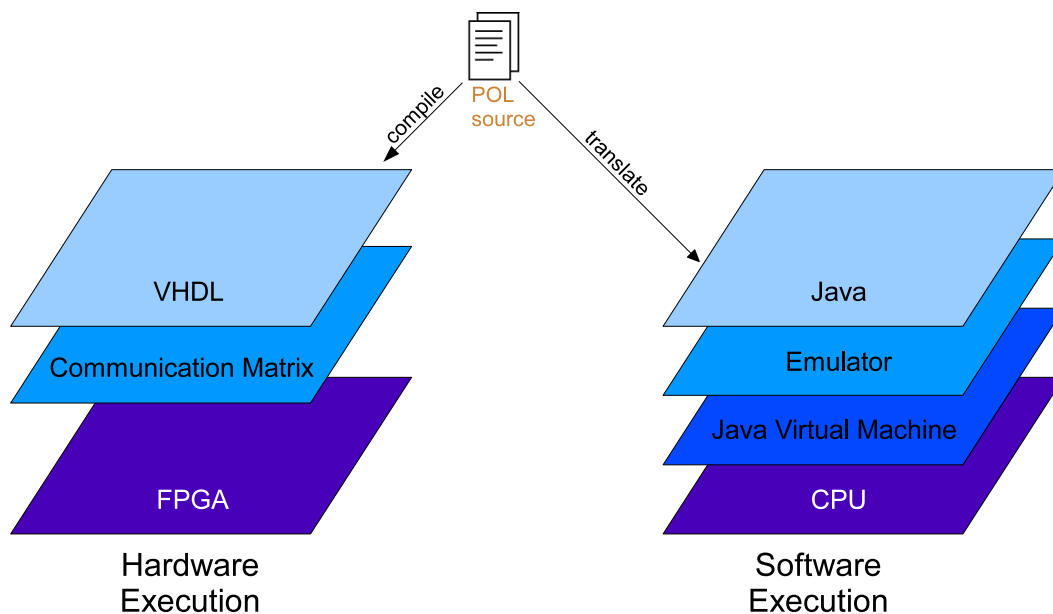 POL
source
compile
translate
VHDL
Communication Matrix
FPGA
Hardware
Execution
Java
Emulator
Java Virtual Machine
CPU
Software
Execution